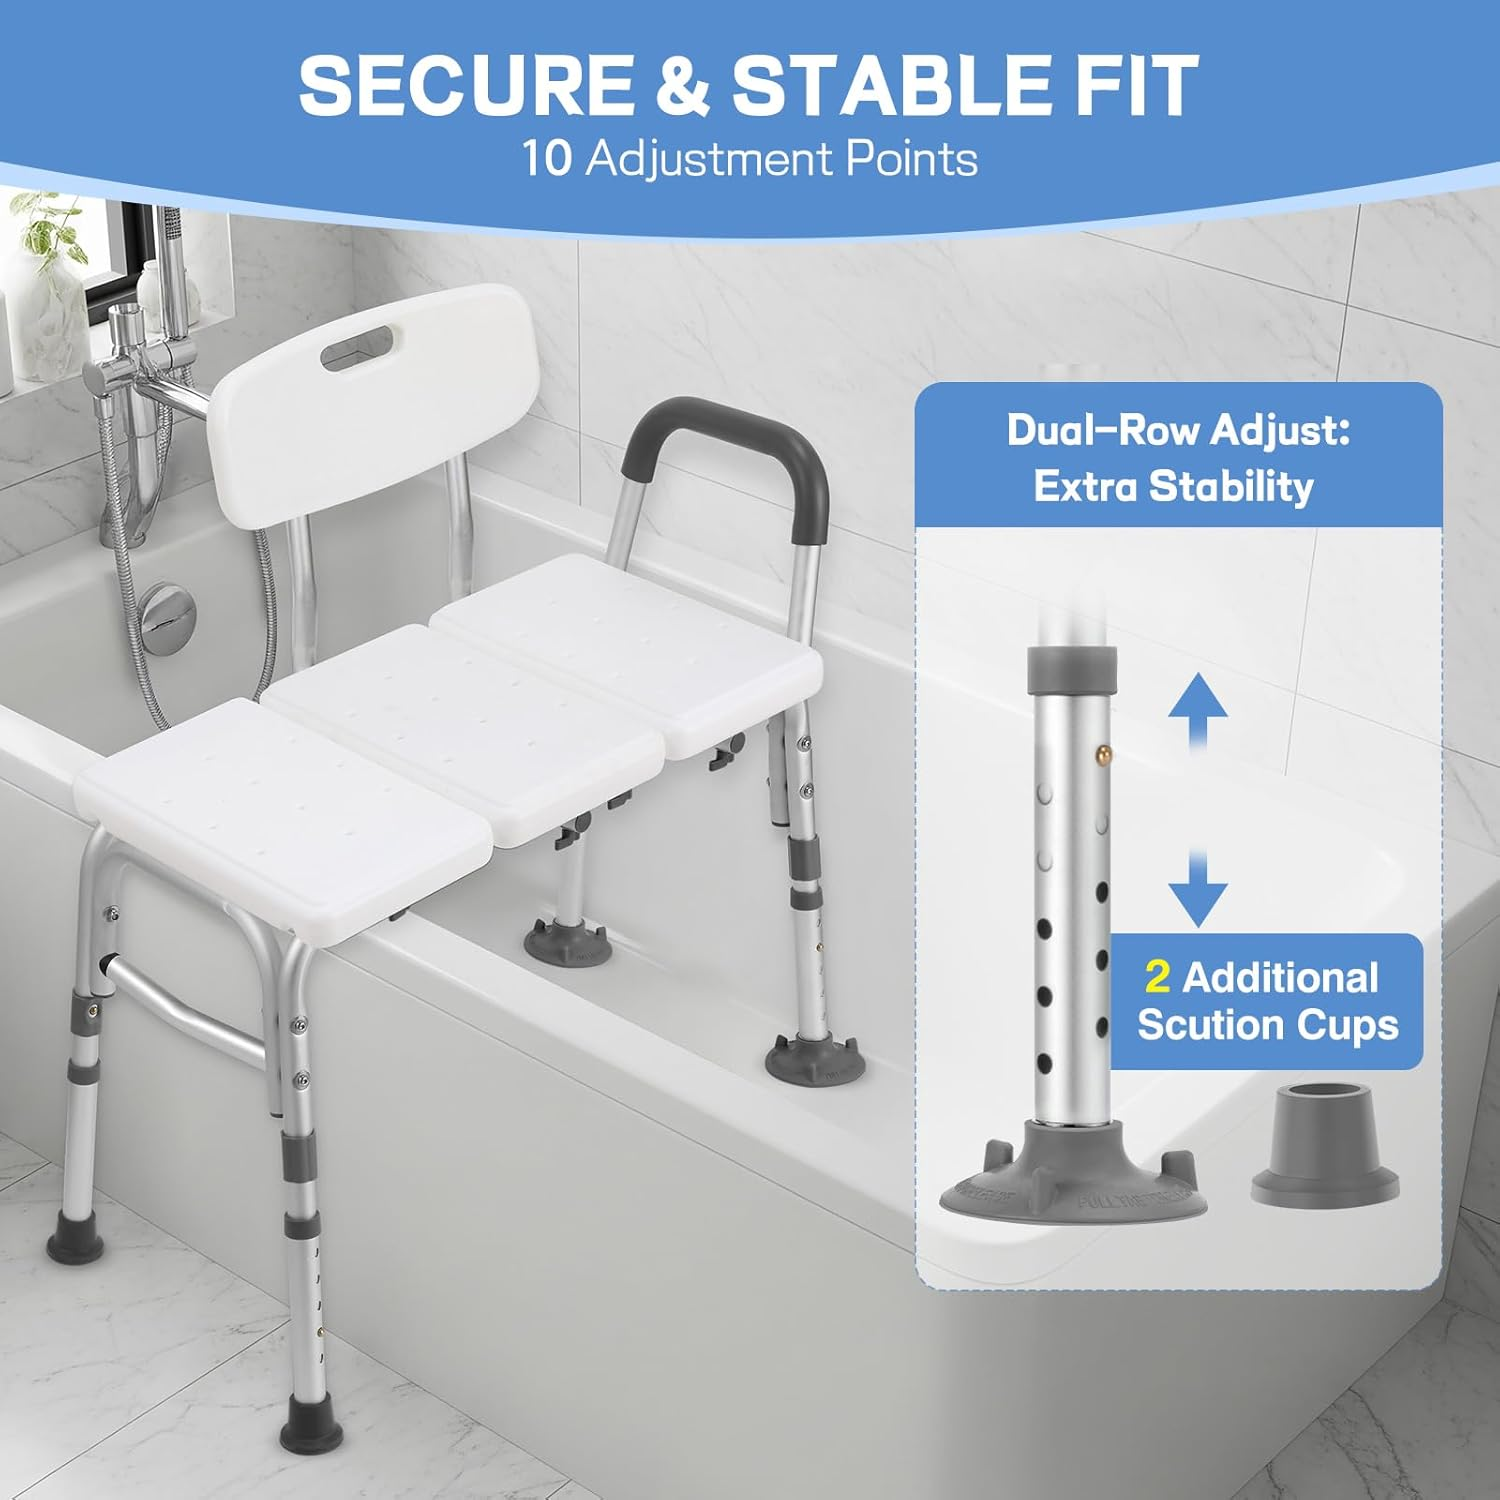 SECURE & STABLE FIT
10 Adjustment Points
Dual-Row Adjust:
Extra Stability
2 Additional
Scution Cups